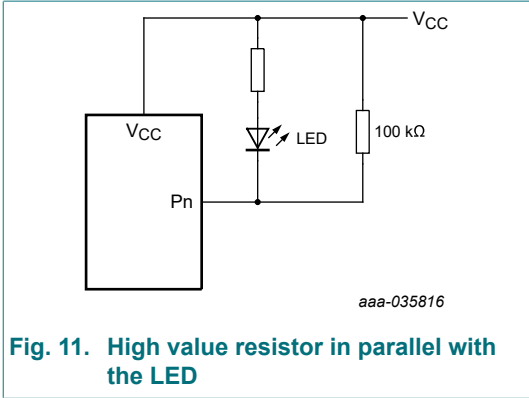 VCC
VCC
LED
100 kΩ
Pn
aaa-035816
Fig. 11. High value resistor in parallel with
the LED